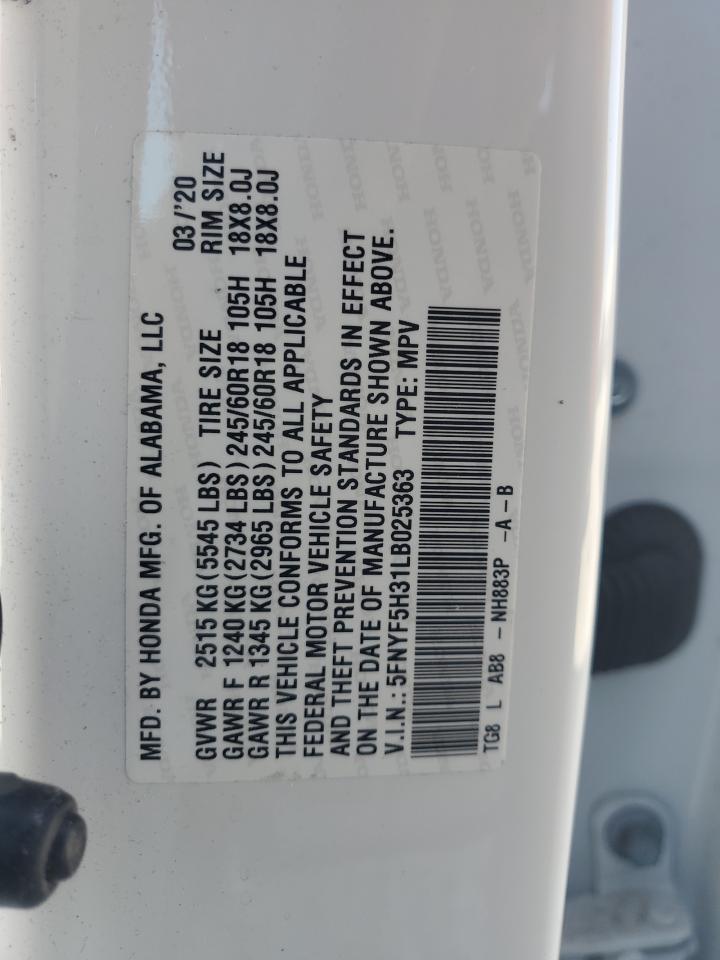 MFD. BY HONDA MFG. OF ALABAMA, LLC 03/'20
GVWR 2515 KG (5545 LBS) TIRE SIZE RIM SIZE
GAWR F 1240 KG (2734 LBS) 245/60R18 105H 18X8.0J
GAWR R 1345 KG (2965 LBS) 245/60R18 105H 18X8.0J
THIS VEHICLE CONFORMS TO ALL APPLICABLE
FEDERAL MOTOR VEHICLE SAFETY
AND THEFT PREVENTION STANDARDS IN EFFECT
ON THE DATE OF MANUFACTURE SHOWN ABOVE.
V.I.N.: 5FNYF5H31LB025363 TYPE: MPV
TG8 L AB8 - NH883P -A-B